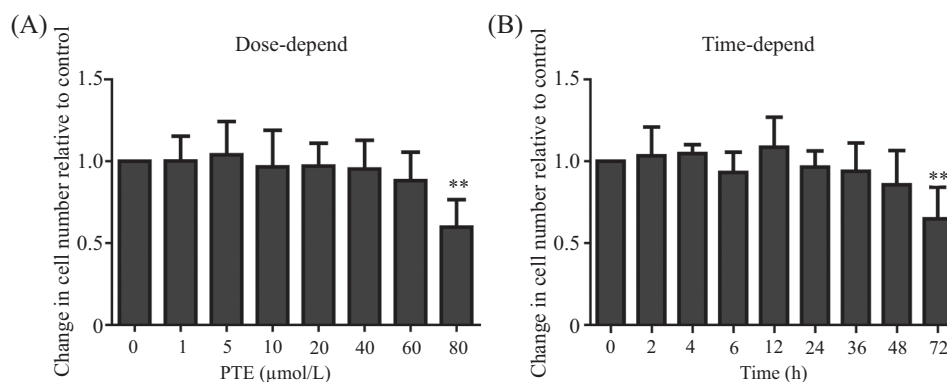 (A)
Dose-depend
Change in cell number relative to control
1.5
1.0
0.5
0
**
0 1 5 10 20 40 60 80
PTE (μmol/L)
(B)
Time-depend
Change in cell number relative to control
1.5
1.0
0.5
0
**
0 2 4 6 12 24 36 48 72
Time (h)